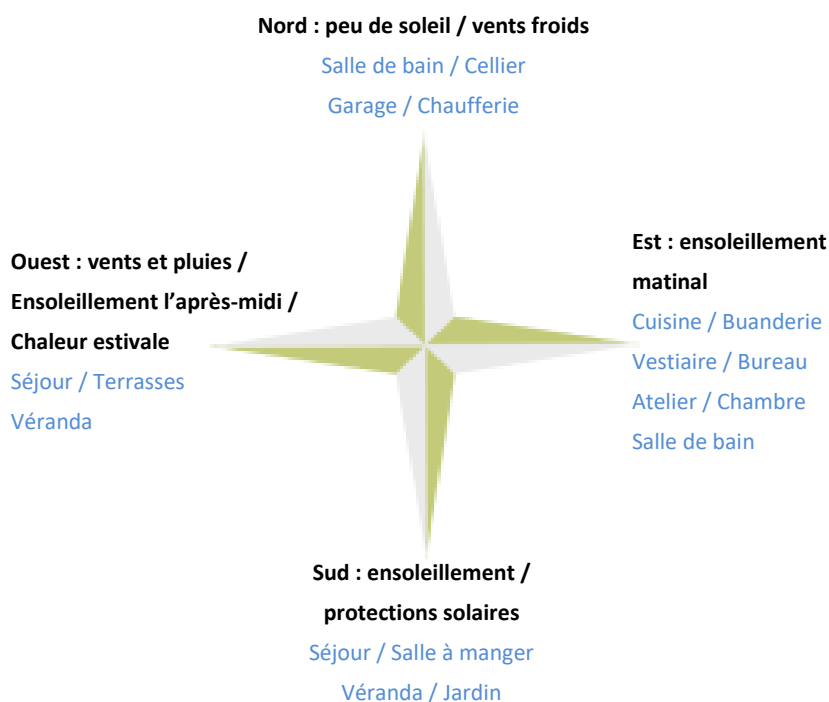 Nord : peu de soleil / vents froids
Salle de bain / Cellier
Garage / Chaufferie
Ouest : vents et pluies /
Ensoleillement l’après-midi /
Chaleur estivale
Séjour / Terrasses
Véranda
Est : ensoleillement
matinal
Cuisine / Buanderie
Vestiaire / Bureau
Atelier / Chambre
Salle de bain
Sud : ensoleillement /
protections solaires
Séjour / Salle à manger
Véranda / Jardin